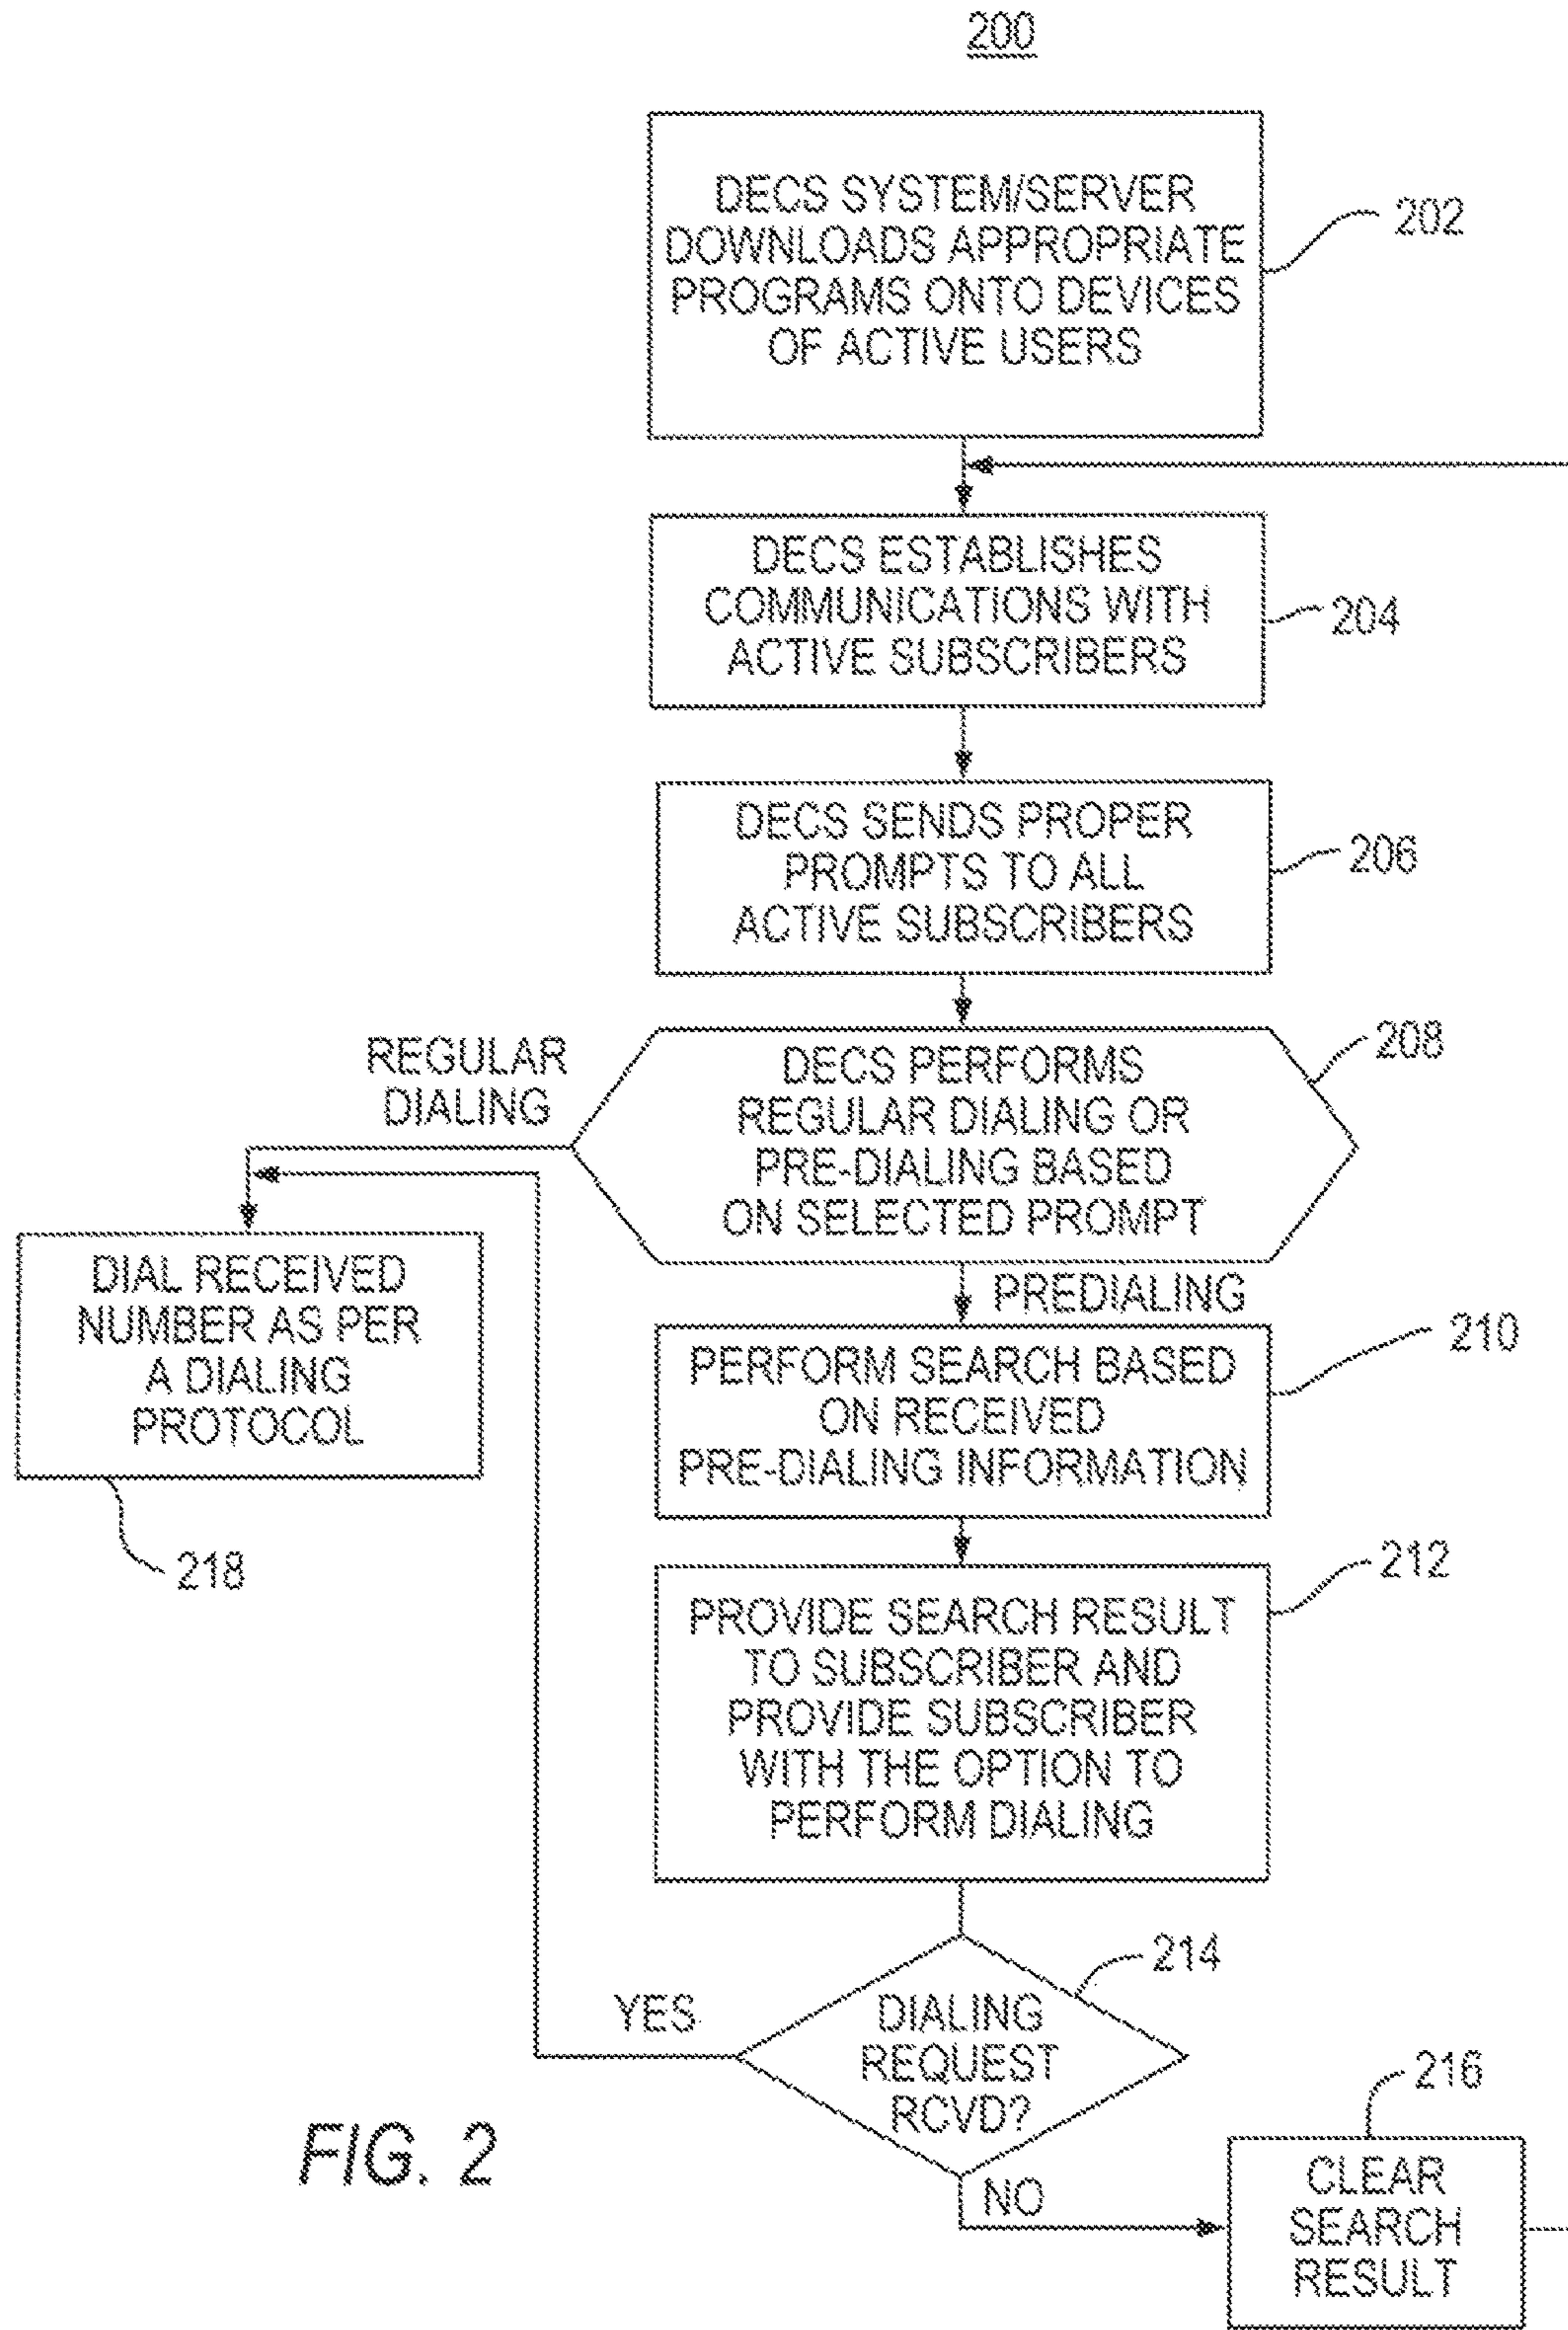 200
DECS SYSTEM/SERVER
DOWNLOADS APPROPRIATE
PROGRAMS ONTO DEVICES
OF ACTIVE USERS
202
DECS ESTABLISHES
COMMUNICATIONS WITH
ACTIVE SUBSCRIBERS
204
DECS SENDS PROPER
PROMPTS TO ALL
ACTIVE SUBSCRIBERS
206
DECS PERFORMS
REGULAR DIALING OR
PRE-DIALING BASED
ON SELECTED PROMPT
208
REGULAR
DIALING
DIAL RECEIVED
NUMBER AS PER
A DIALING
PROTOCOL
218
PREDIALING
PERFORM SEARCH BASED
ON RECEIVED
PRE-DIALING INFORMATION
210
PROVIDE SEARCH RESULT
TO SUBSCRIBER AND
PROVIDE SUBSCRIBER
WITH THE OPTION TO
PERFORM DIALING
212
DIALING
REQUEST
RCVD?
214
YES
NO
CLEAR
SEARCH
RESULT
216
FIG. 2